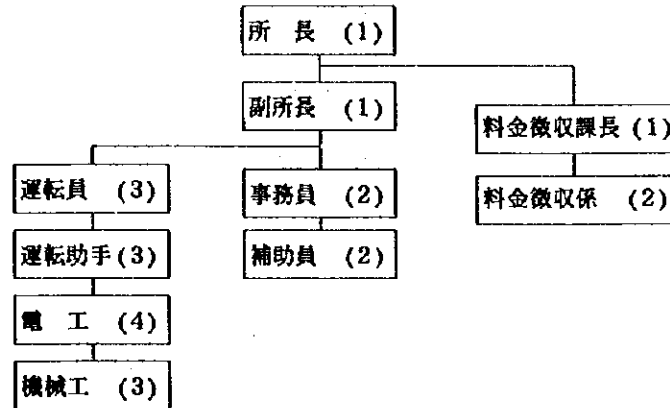 所 長 (1)
副所長 (1)
料金徴収課長 (1)
運転員 (3)
事務員 (2)
料金徴収係 (2)
運転助手 (3)
補助員 (2)
電 工 (4)
機械工 (3)